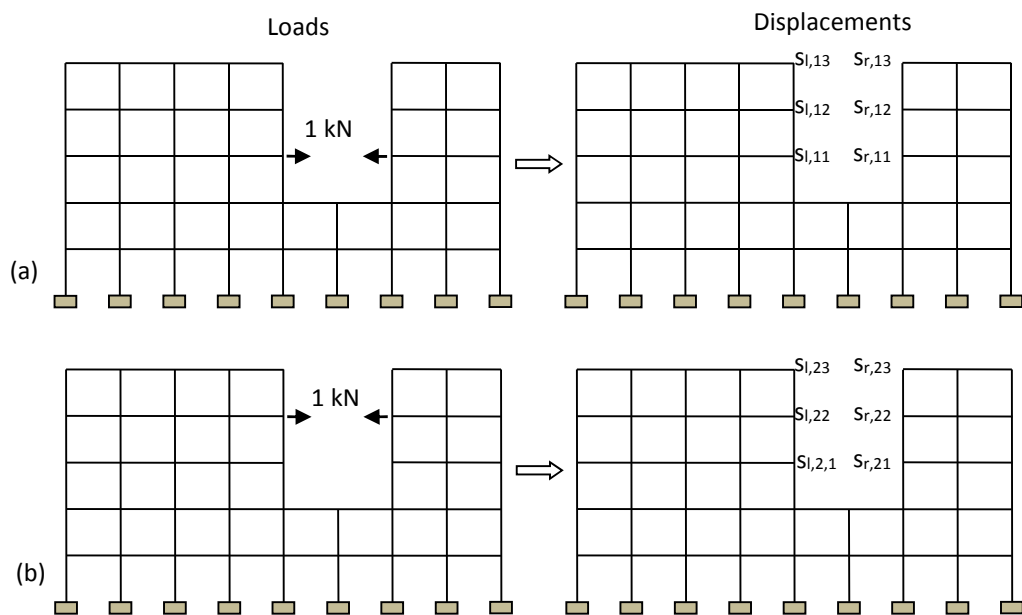 Loads
Displacements
sl,13 sr,13
sl,12 sr,12
1 kN
sl,11 sr,11
(a)
sl,23 sr,23
1 kN
sl,22 sr,22
sl,2,1 sr,21
(b)